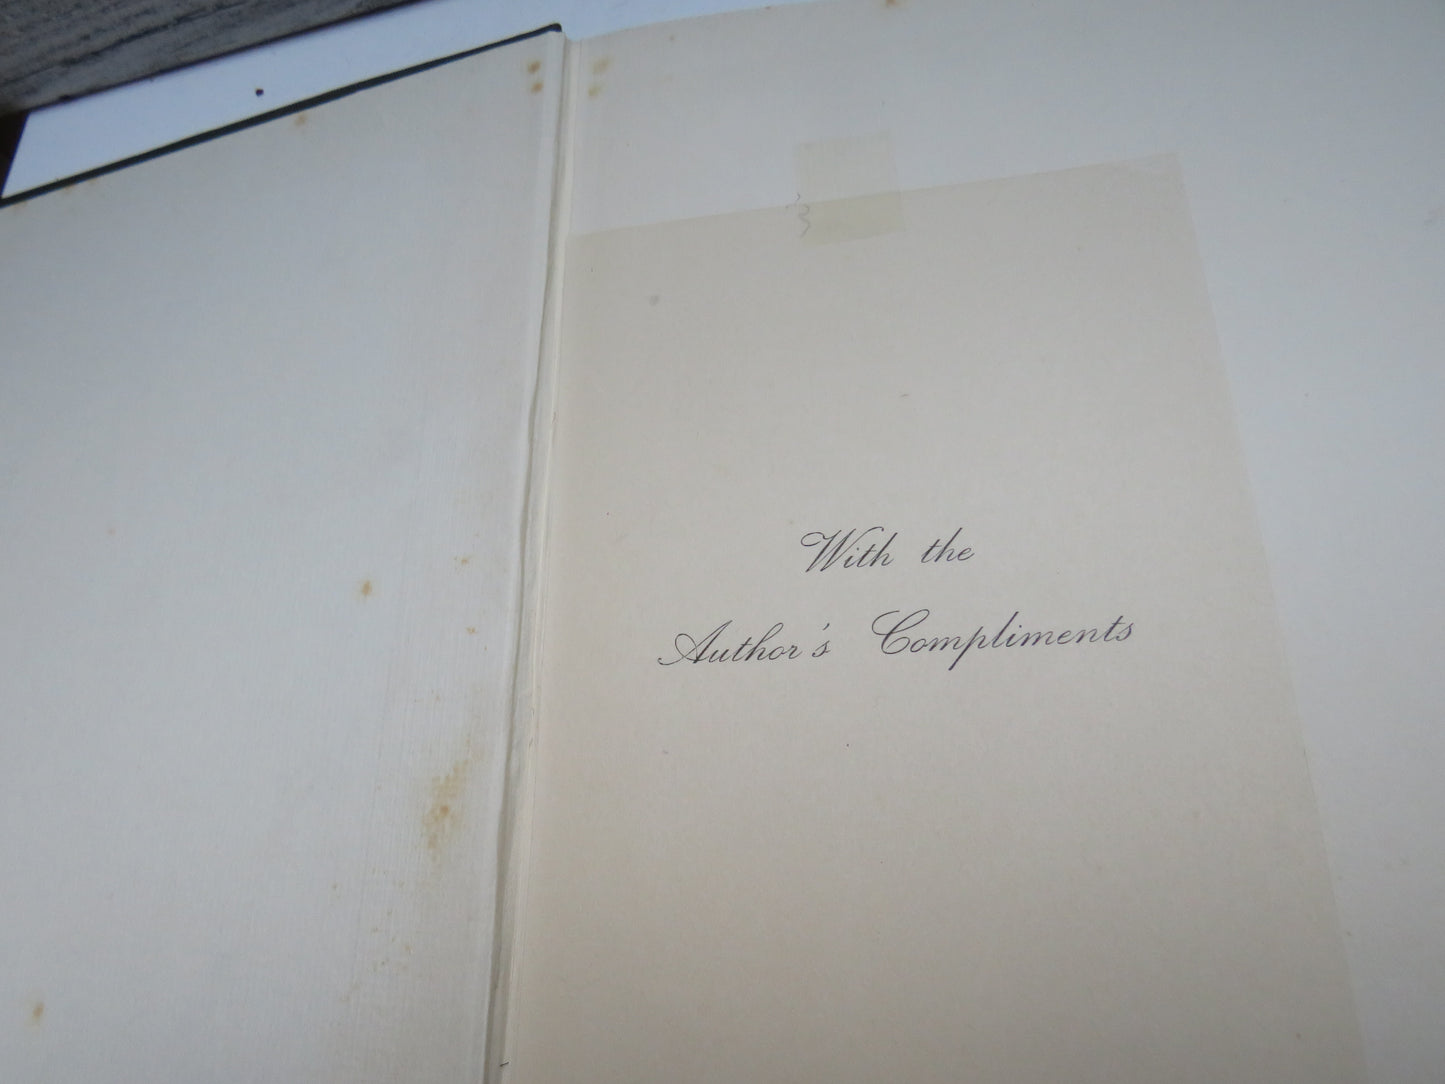 With the
Author's Compliments